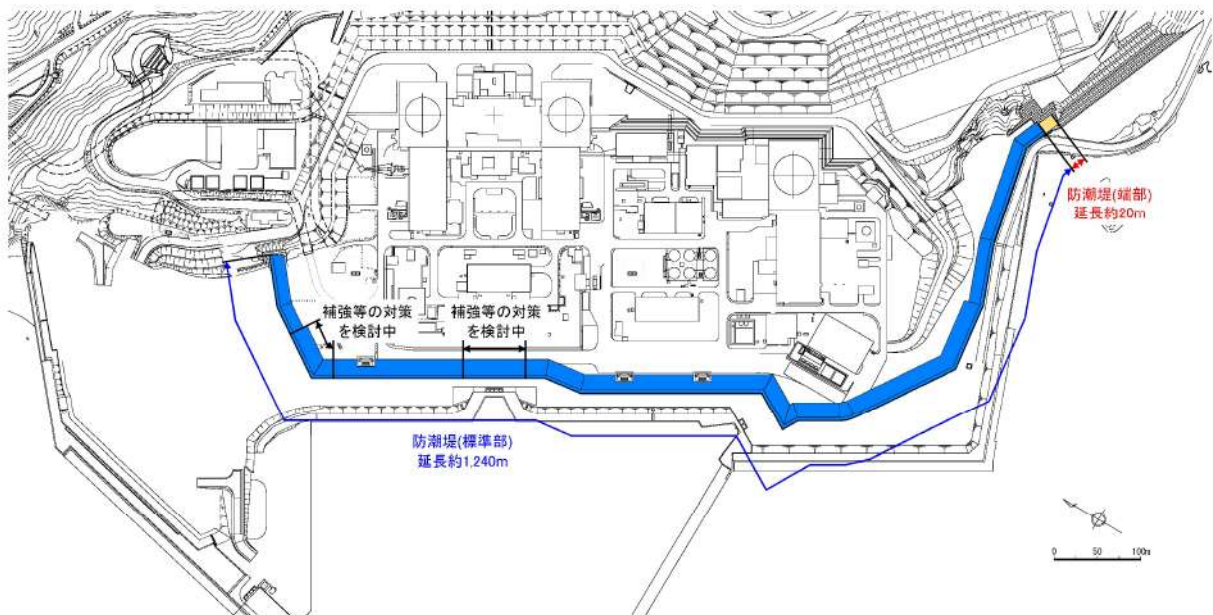 防潮堤(端部)
延長約20m
補強等の対策
を検討中
補強等の対策
を検討中
防潮堤(標準部)
延長約1,240m
0 50 100m